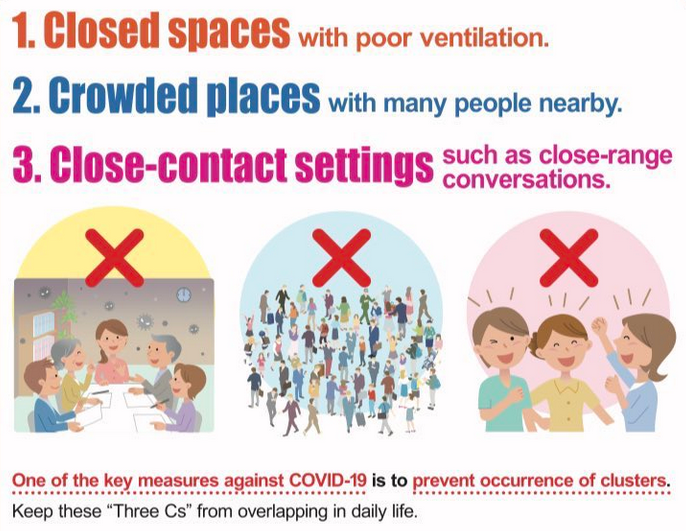 1. Closed spaces with poor ventilation.
2. Crowded places with many people nearby.
3. Close-contact settings such as close-range
conversations.
One of the key measures against COVID-19 is to prevent occurrence of clusters.
Keep these “Three Cs” from overlapping in daily life.